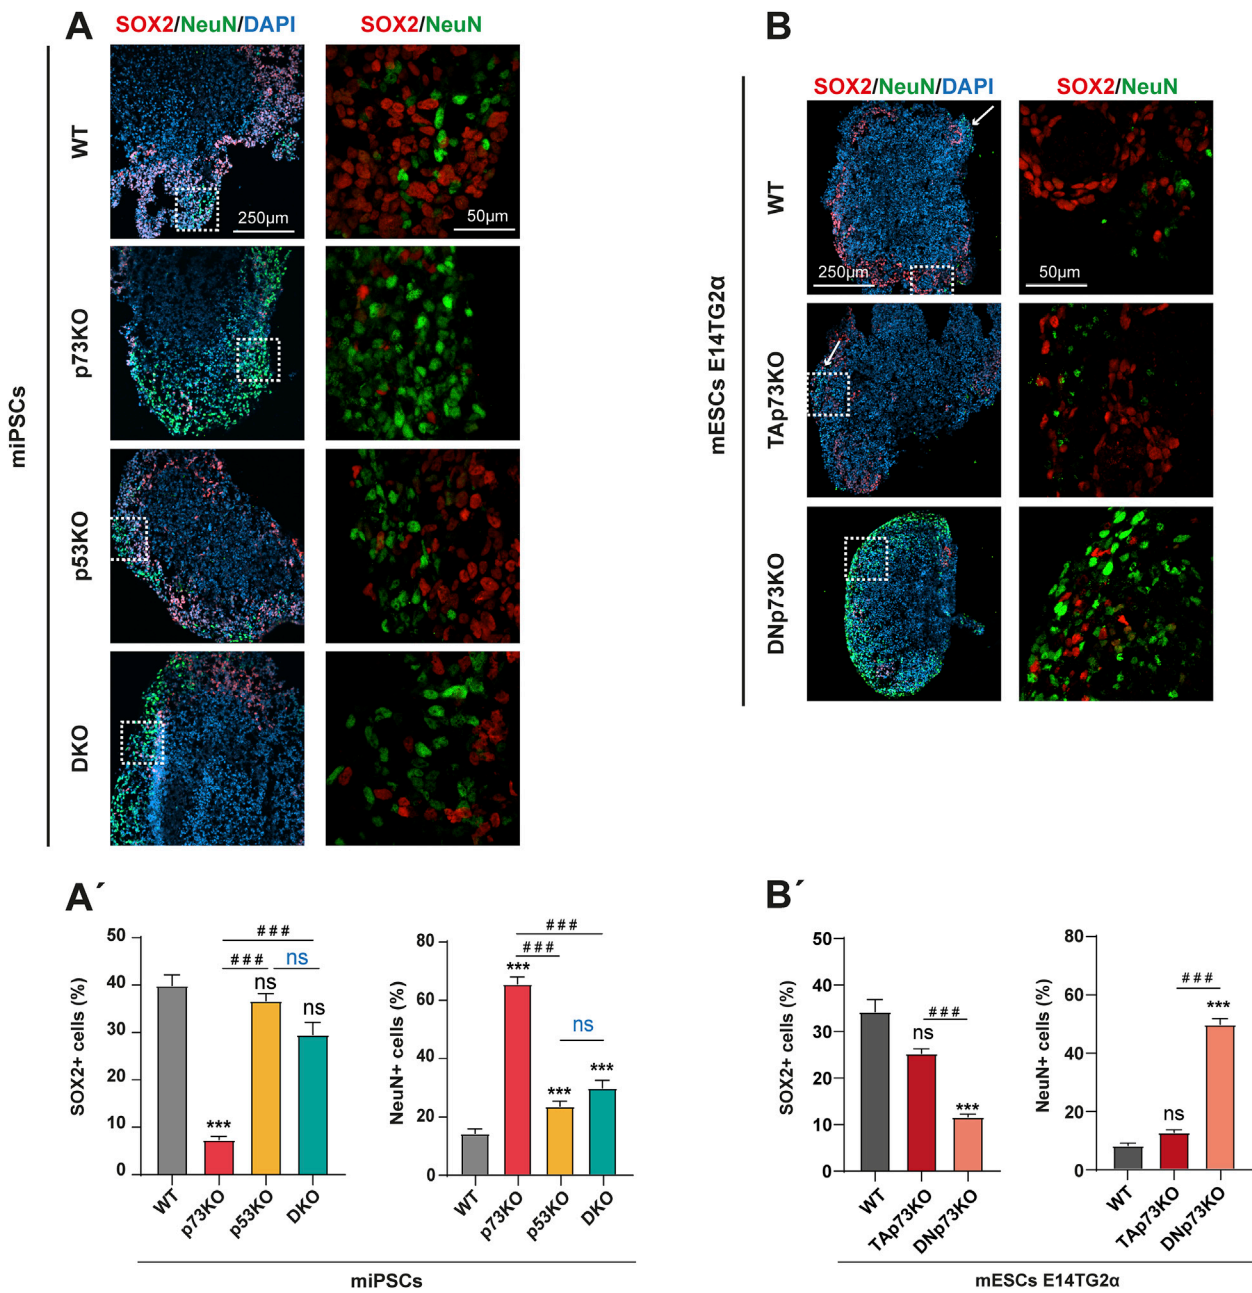 A
SOX2/NeuN/DAPI
SOX2/NeuN
miPSCs
WT
250µm
50µm
p73KO
p53KO
DKO
B
SOX2/NeuN/DAPI
SOX2/NeuN
mESCs E14TG2α
WT
250µm
50µm
TAp73KO
DNp73KO
A´
SOX2+ cells (%)
50
40
30
20
10
0
###
###
ns
ns
ns
***
WT
p73KO
p53KO
DKO
NeuN+ cells (%)
80
60
40
20
0
###
###
***
ns
***
***
WT
p73KO
p53KO
DKO
miPSCs
B´
SOX2+ cells (%)
50
40
30
20
10
0
###
ns
***
WT
TAp73KO
DNp73KO
NeuN+ cells (%)
80
60
40
20
0
###
***
ns
WT
TAp73KO
DNp73KO
mESCs E14TG2α